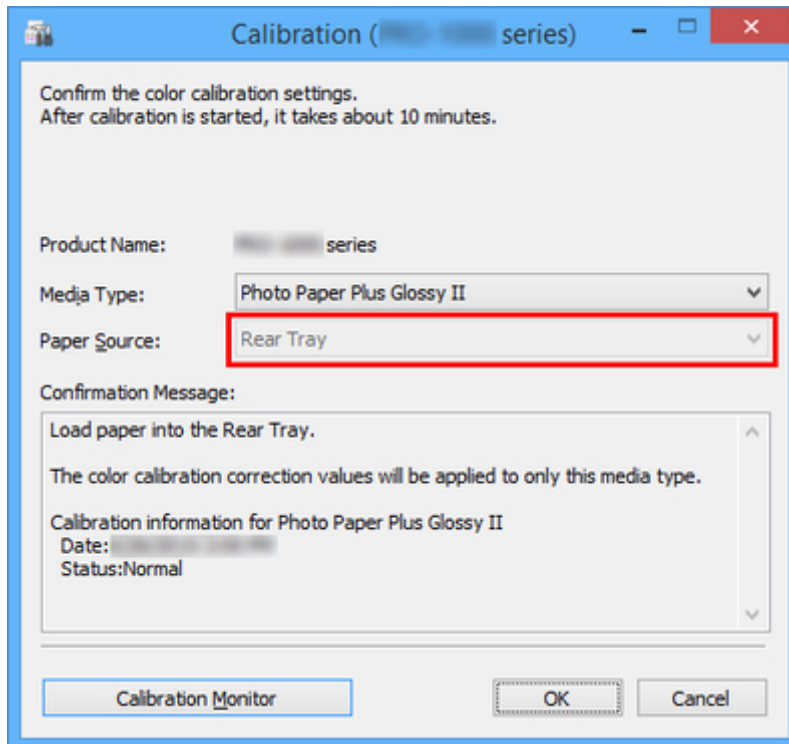 Calibration ( series)
Confirm the color calibration settings.
After calibration is started, it takes about 10 minutes.
Product Name: series
Media Type: Photo Paper Plus Glossy II
Paper Source: Rear Tray
Confirmation Message:
Load paper into the Rear Tray.
The color calibration correction values will be applied to only this media type.
Calibration information for Photo Paper Plus Glossy II
Date:
Status:Normal
Calibration Monitor OK Cancel